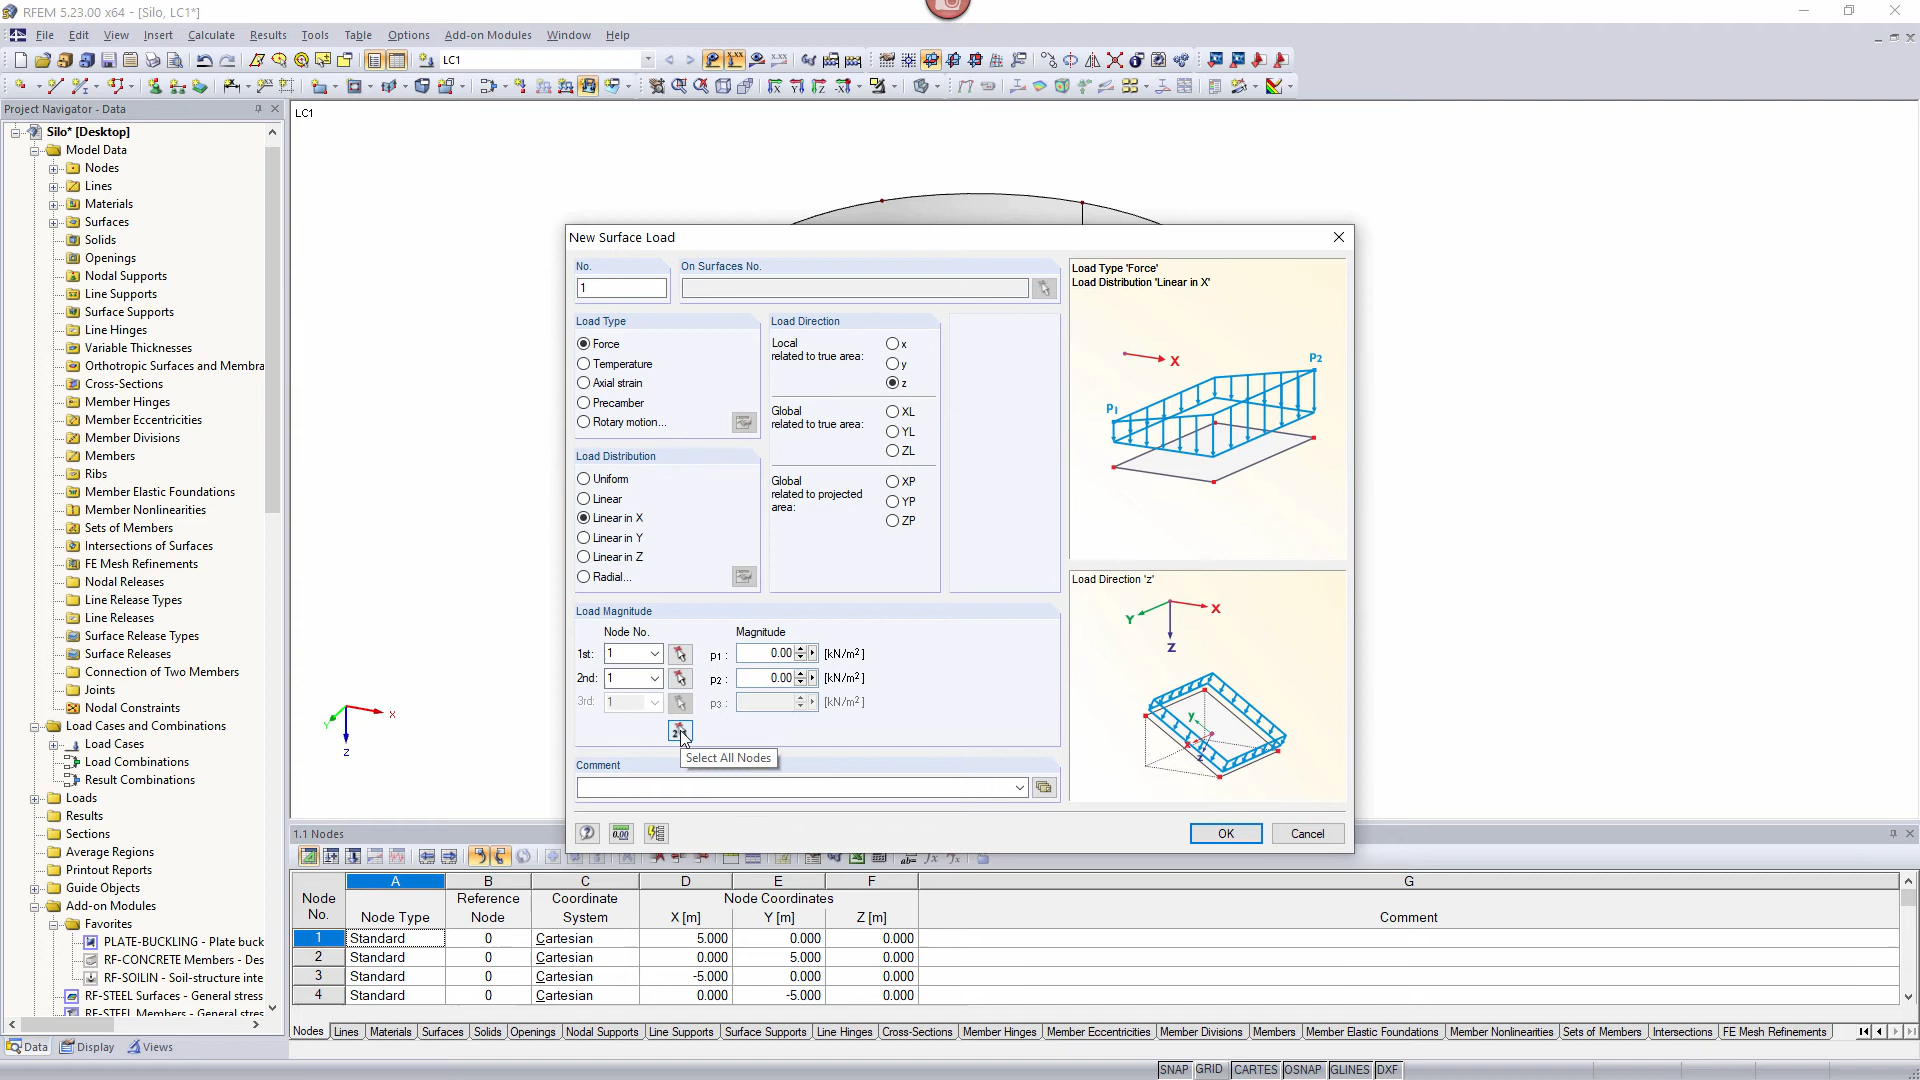 RFEM 5.23.00 x64 - [Silo, LC1*]
File Edit View Insert Calculate Results Tools Table Options Add-on Modules Window Help
LC1
Project Navigator - Data
LC1
Silo* [Desktop]
Model Data
Nodes
Lines
Materials
Surfaces
Solids
Openings
Nodal Supports
Line Supports
Surface Supports
Line Hinges
Variable Thicknesses
Orthotropic Surfaces and Membra
Cross-Sections
Member Hinges
Member Eccentricities
Member Divisions
Members
Ribs
Member Elastic Foundations
Member Nonlinearities
Sets of Members
Intersections of Surfaces
FE Mesh Refinements
Nodal Releases
Line Release Types
Line Releases
Surface Release Types
Surface Releases
Connection of Two Members
Joints
Nodal Constraints
Load Cases and Combinations
Load Cases
Load Combinations
Result Combinations
Loads
Results
Sections
Average Regions
Printout Reports
Guide Objects
Add-on Modules
Favorites
PLATE-BUCKLING - Plate buck
RF-CONCRETE Members - Des
RF-SOILIN - Soil-structure inte
RF-STEEL Surfaces - General stress
RF-STEEL Members - General stres
Data Display Views
X
Y
Z
New Surface Load
No.
1
On Surfaces No.
Load Type
Force
Temperature
Axial strain
Precamber
Rotary motion...
Load Distribution
Uniform
Linear
Linear in X
Linear in Y
Linear in Z
Radial...
Load Direction
Local
related to true area:
x
y
z
Global
related to true area:
XL
YL
ZL
Global
related to projected
area:
XP
YP
ZP
Load Magnitude
Node No. Magnitude
1st: 1 p1 : 0.00 [kN/m2]
2nd: 1 p2 : 0.00 [kN/m2]
3rd: 1 p3 : [kN/m2]
Select All Nodes
Comment
0.00
OK Cancel
Load Type 'Force'
Load Distribution 'Linear in X'
X
P2
P1
Load Direction 'z'
Y X
Z
y
x
z
1.1 Nodes
A B C D E F G
Node Reference Coordinate Node Coordinates
No. Node Type Node System X [m] Y [m] Z [m] Comment
1 Standard 0 Cartesian 5.000 0.000 0.000
2 Standard 0 Cartesian 0.000 5.000 0.000
3 Standard 0 Cartesian -5.000 0.000 0.000
4 Standard 0 Cartesian 0.000 -5.000 0.000
Nodes Lines Materials Surfaces Solids Openings Nodal Supports Line Supports Surface Supports Line Hinges Cross-Sections Member Hinges Member Eccentricities Member Divisions Members Member Elastic Foundations Member Nonlinearities Sets of Members Intersections FE Mesh Refinements
SNAP GRID CARTES OSNAP GLINES DXF